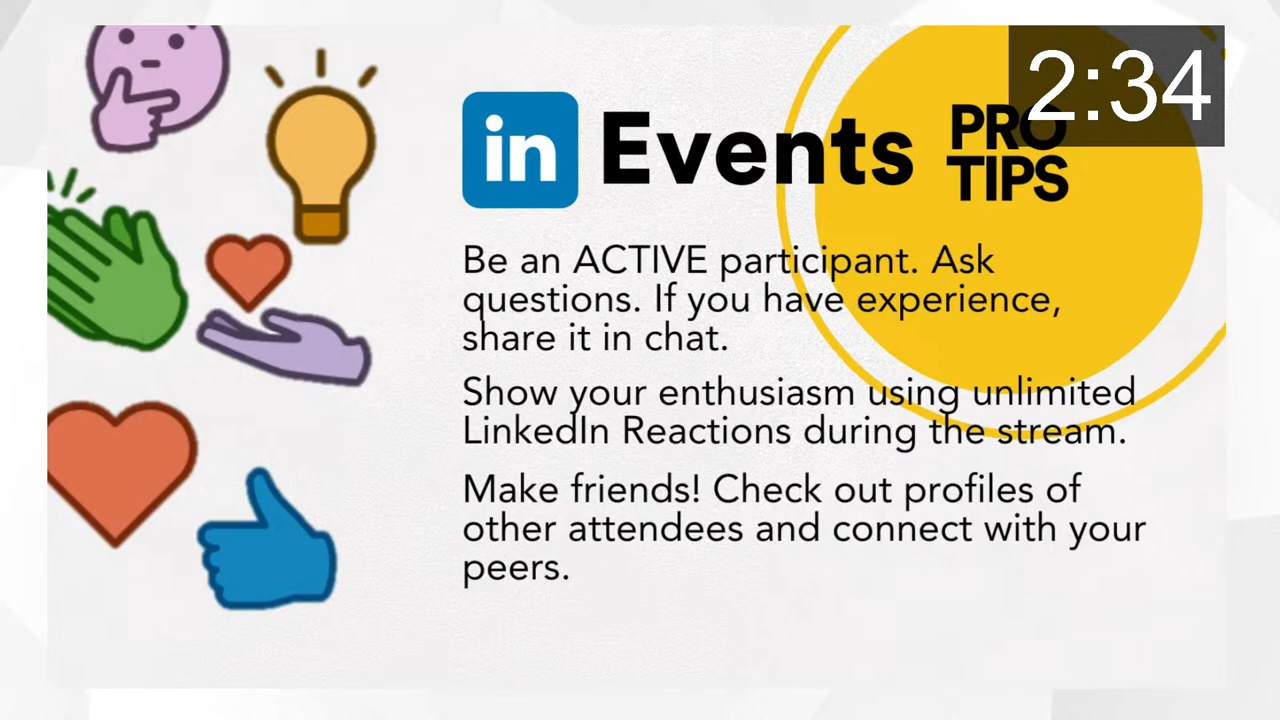 2:34
in Events PRO
TIPS
Be an ACTIVE participant. Ask
questions. If you have experience,
share it in chat.
Show your enthusiasm using unlimited
LinkedIn Reactions during the stream.
Make friends! Check out profiles of
other attendees and connect with your
peers.